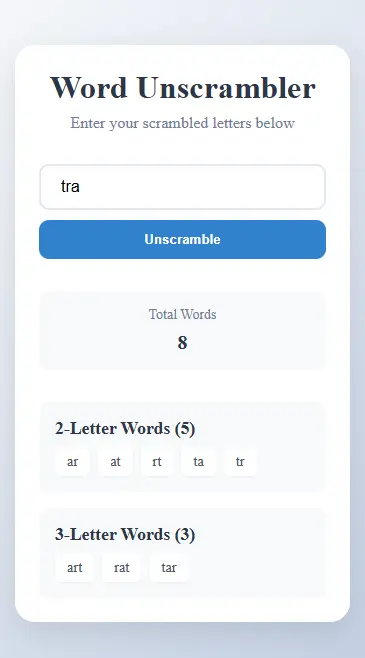 Word Unscrambler
Enter your scrambled letters below
tra
Unscramble
Total Words
8
2-Letter Words (5)
ar at rt ta tr
3-Letter Words (3)
art rat tar